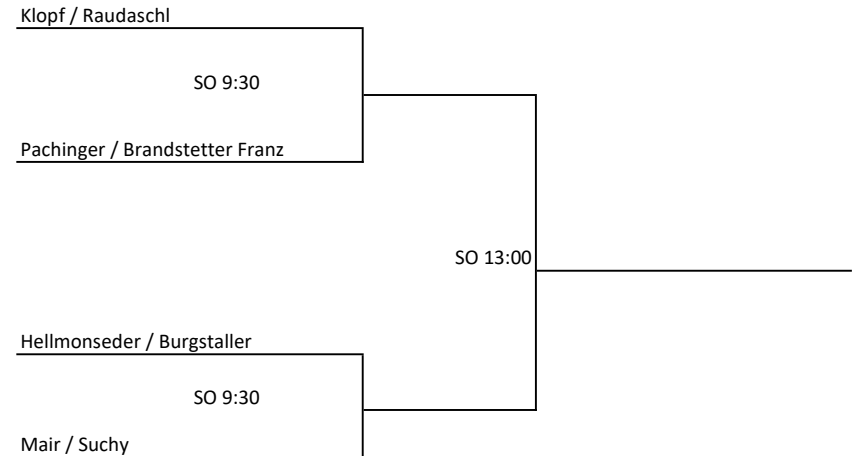 Klopf / Raudaschl
SO 9:30
Pachinger / Brandstetter Franz
SO 13:00
Hellmonseder / Burgstaller
SO 9:30
Mair / Suchy